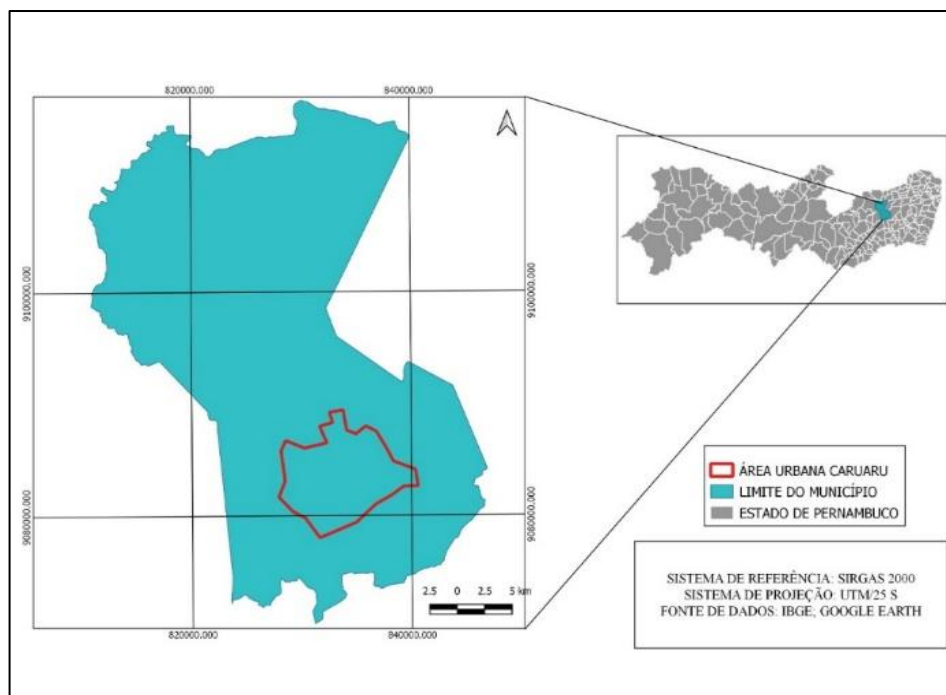 820000.000
840000.000
9100000.000
9100000.000
9080000.000
9080000.000
2.5 0 2.5 5 km
820000.000
840000.000
ÁREA URBANA CARUARU
LIMITE DO MUNICÍPIO
ESTADO DE PERNAMBUCO
SISTEMA DE REFERÊNCIA: SIRGAS 2000
SISTEMA DE PROJEÇÃO: UTM/25 S
FONTE DE DADOS: IBGE; GOOGLE EARTH